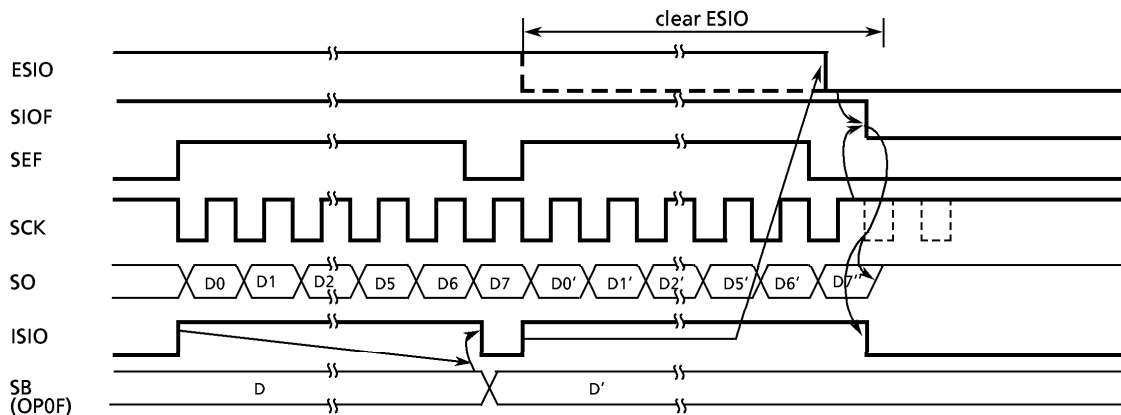 clear ESIO
ESIO
SIOF
SEF
SCK
SO D0 D1 D2 D5 D6 D7 D0' D1' D2' D5' D6' D7''
ISIO
SB D D'
(OP0F)